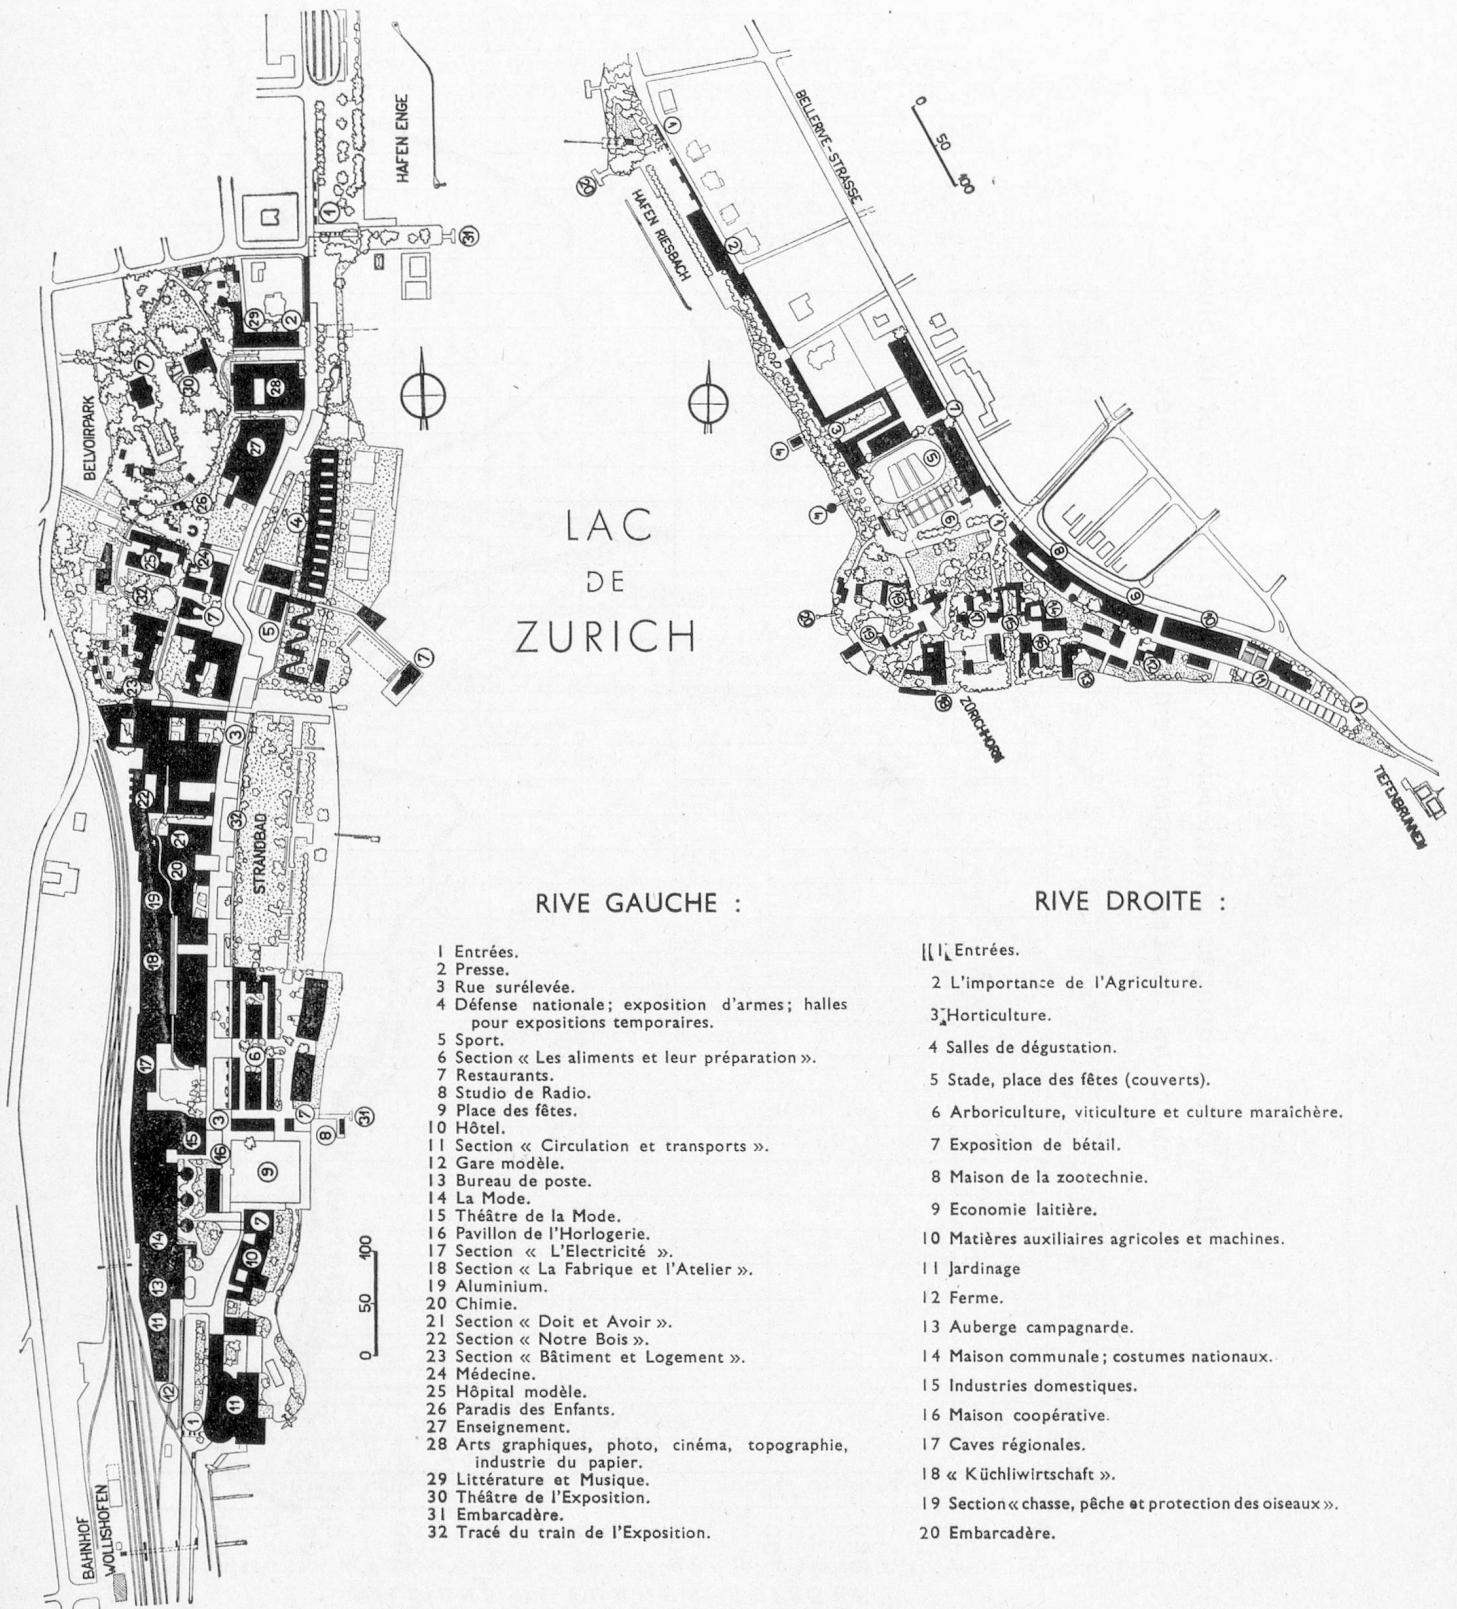 HAFEN ENGE
BELVOIRPARK
STRANDBAD
BAHNHOF
WOLLISHOFEN
0
50
100
BELLERIVE-STRASSE
HAFEN RIESBACH
0
50
100
ZÜRICHHORN
TIEFENBRUNNEN
LAC
DE
ZURICH
RIVE GAUCHE :
1 Entrées.
2 Presse.
3 Rue surélevée.
4 Défense nationale; exposition d'armes; halles
pour expositions temporaires.
5 Sport.
6 Section « Les aliments et leur préparation ».
7 Restaurants.
8 Studio de Radio.
9 Place des fêtes.
10 Hôtel.
11 Section « Circulation et transports ».
12 Gare modèle.
13 Bureau de poste.
14 La Mode.
15 Théâtre de la Mode.
16 Pavillon de l'Horlogerie.
17 Section « L'Electricité ».
18 Section « La Fabrique et l'Atelier ».
19 Aluminium.
20 Chimie.
21 Section « Doit et Avoir ».
22 Section « Notre Bois ».
23 Section « Bâtiment et Logement ».
24 Médecine.
25 Hôpital modèle.
26 Paradis des Enfants.
27 Enseignement.
28 Arts graphiques, photo, cinéma, topographie,
industrie du papier.
29 Littérature et Musique.
30 Théâtre de l'Exposition.
31 Embarcadère.
32 Tracé du train de l'Exposition.
RIVE DROITE :
1 Entrées.
2 L'importance de l'Agriculture.
3 Horticulture.
4 Salles de dégustation.
5 Stade, place des fêtes (couverts).
6 Arboriculture, viticulture et culture maraîchère.
7 Exposition de bétail.
8 Maison de la zootechnie.
9 Economie laitière.
10 Matières auxiliaires agricoles et machines.
11 Jardinage
12 Ferme.
13 Auberge campagnarde.
14 Maison communale; costumes nationaux.
15 Industries domestiques.
16 Maison coopérative.
17 Caves régionales.
18 « Küchliwirtschaft ».
19 Section « chasse, pêche et protection des oiseaux ».
20 Embarcadère.